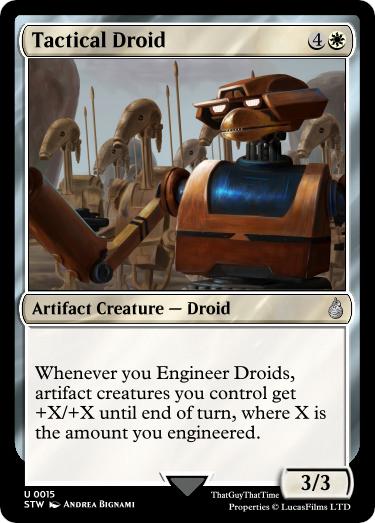 Tactical Droid 4
Artifact Creature — Droid
Whenever you Engineer Droids,
artifact creatures you control get
+X/+X until end of turn, where X is
the amount you engineered.
3/3
U 0015
STW Andrea Bignami
ThatGuyThatTime
Properties © LucasFilms LTD